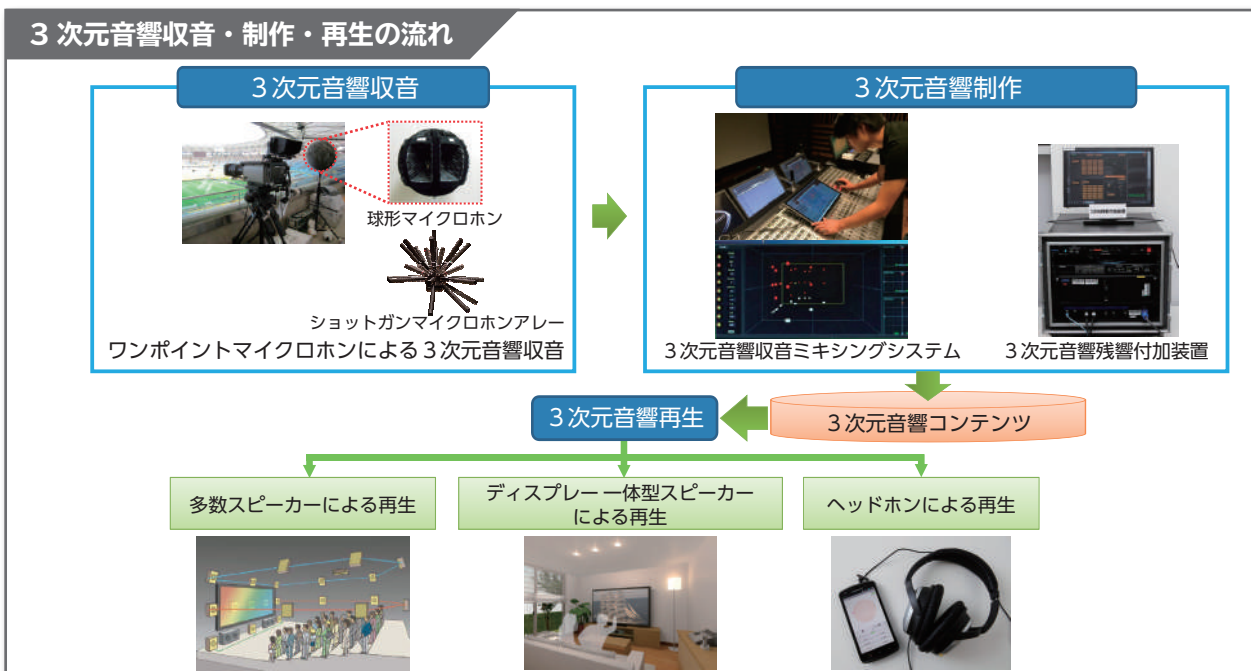 ３次元音響収音・制作・再生の流れ
３次元音響収音
球形マイクロホン
ショットガンマイクロホンアレー
ワンポイントマイクロホンによる３次元音響収音
３次元音響制作
３次元音響収音ミキシングシステム
３次元音響残響付加装置
３次元音響コンテンツ
３次元音響再生
多数スピーカーによる再生
ディスプレー一体型スピーカー
による再生
ヘッドホンによる再生